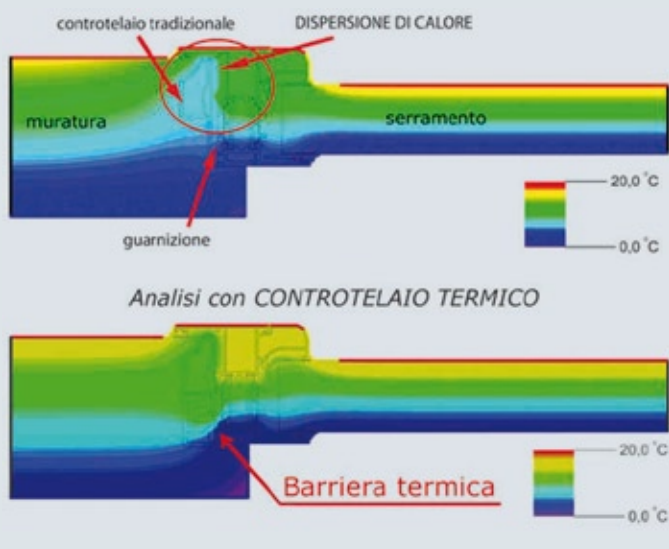 controtelaio tradizionale
DISPERSIONE DI CALORE
muratura
serramento
guarnizione
20,0 °C
0,0 °C
Analisi con CONTROTELAIO TERMICO
Barriera termica
20,0 °C
0,0 °C